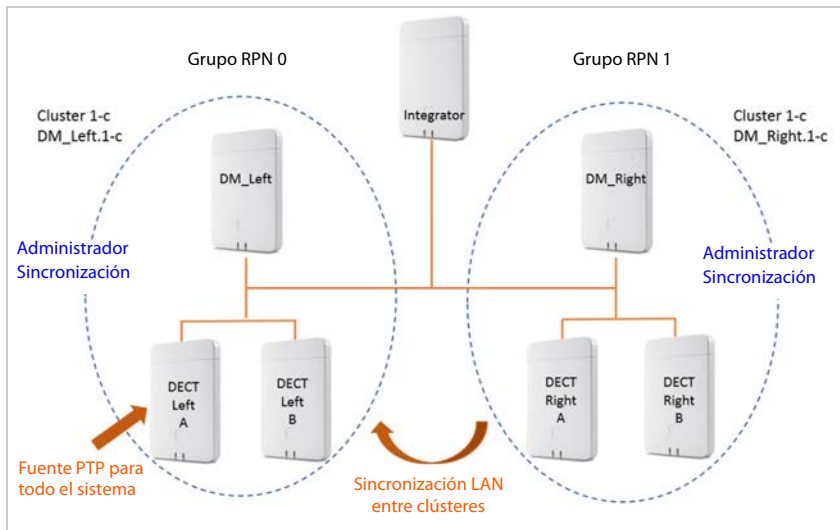 Grupo RPN 0
Grupo RPN 1
Integrator
Cluster 1-c
DM_Left.1-c
Cluster 1-c
DM_Right.1-c
DM_Left
DM_Right
Administrador
Sincronización
Administrador
Sincronización
DECT
Left
A
DECT
Left
B
DECT
Right
A
DECT
Right
B
Fuente PTP para
todo el sistema
Sincronización LAN
entre clústeres